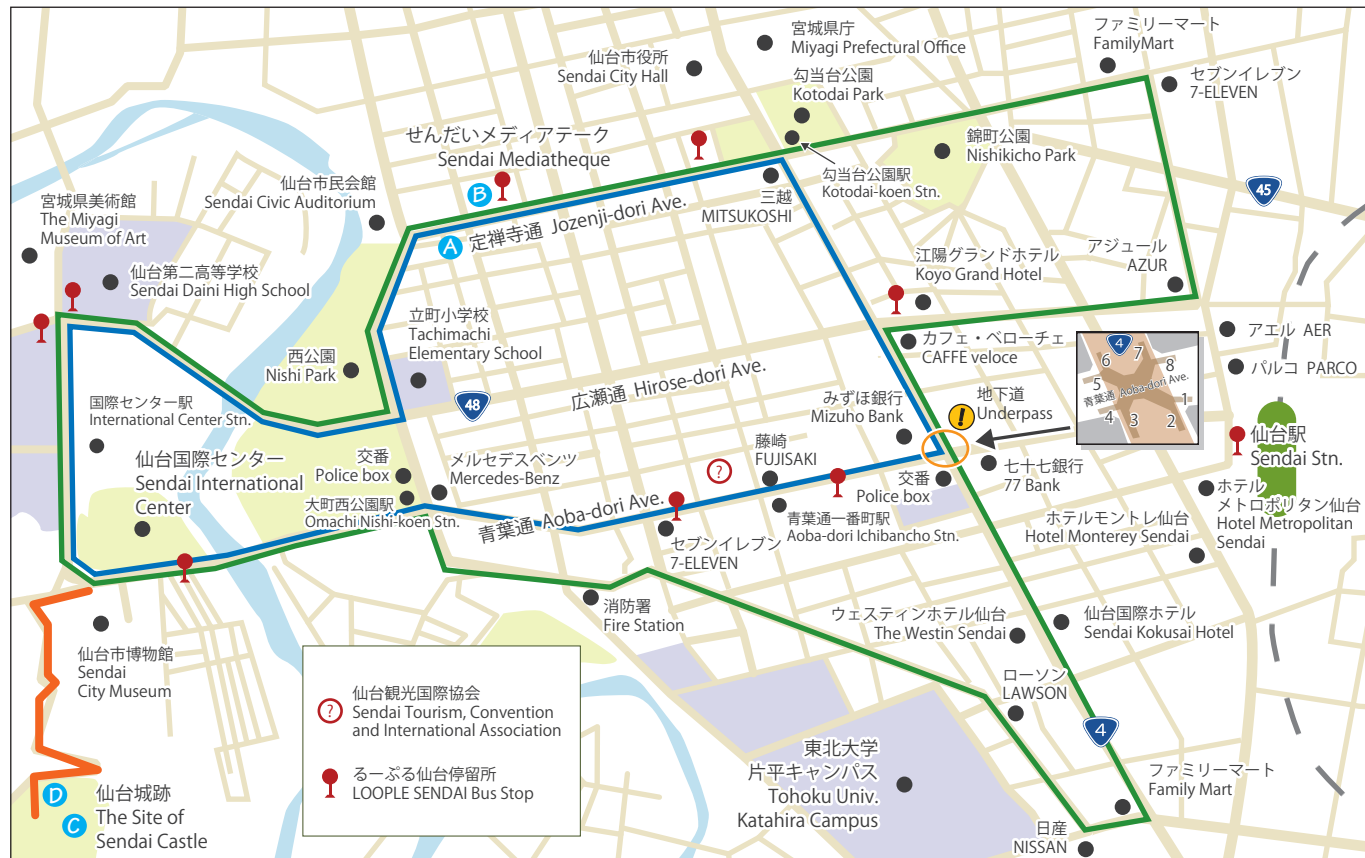 宮城県庁
Miyagi Prefectural Office
ファミリーマート
FamilyMart
仙台市役所
Sendai City Hall
勾当台公園
Kotodai Park
セブンイレブン
7-ELEVEN
せんだいメディアテーク
Sendai Mediatheque
錦町公園
Nishikicho Park
勾当台公園駅
Kotodai-koen Stn.
45
仙台市民会館
Sendai Civic Auditorium
宮城県美術館
The Miyagi
Museum of Art
B
三越
MITSUKOSHI
A
定禅寺通 Jozenji-dori Ave.
仙台第二高等学校
Sendai Daini High School
江陽グランドホテル
Koyo Grand Hotel
アジュール
AZUR
立町小学校
Tachimachi
Elementary School
アエル AER
カフェ・ベローチェ
CAFFE veloce
西公園
Nishi Park
パルコ PARCO
4
7
6
8
5
青葉通 Aoba-dori Ave.
1
4
3
2
広瀬通 Hirose-dori Ave.
48
国際センター駅
International Center Stn.
みずほ銀行
Mizuho Bank
!
地下道
Underpass
仙台駅
Sendai Stn.
仙台国際センター
Sendai International
Center
交番
Police box
メルセデスベンツ
Mercedes-Benz
藤崎
FUJISAKI
?
交番
Police box
七十七銀行
77 Bank
ホテル
メトロポリタン仙台
Hotel Metropolitan
Sendai
大町西公園駅
Omachi Nishi-koen Stn.
青葉通 Aoba-dori Ave.
青葉通一番町駅
Aoba-dori Ichibancho Stn.
ホテルモントレ仙台
Hotel Monterey Sendai
セブンイレブン
7-ELEVEN
消防署
Fire Station
ウェスティンホテル仙台
The Westin Sendai
仙台国際ホテル
Sendai Kokusai Hotel
仙台市博物館
Sendai
City Museum
ローソン
LAWSON
?
仙台観光国際協会
Sendai Tourism, Convention
and International Association
るーぷる仙台停留所
LOOPLE SENDAI Bus Stop
4
東北大学
片平キャンパス
Tohoku Univ.
Katahira Campus
ファミリーマート
Family Mart
D
C
仙台城跡
The Site of
Sendai Castle
日産
NISSAN